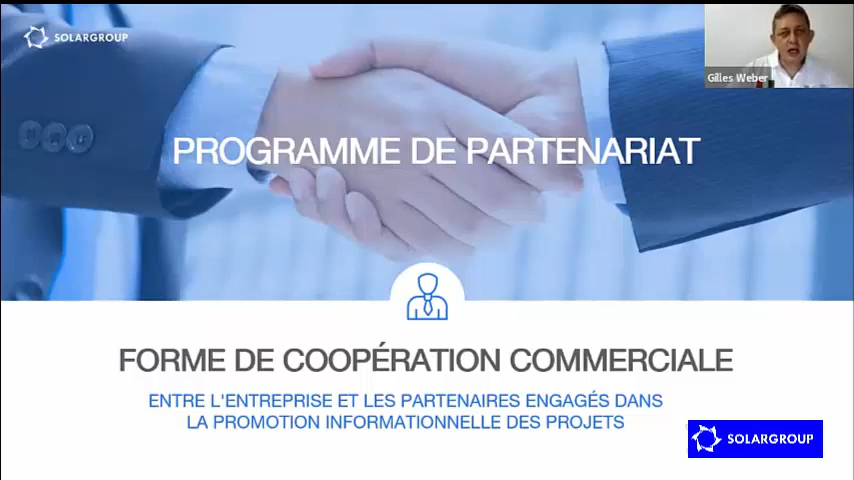 SOLARGROUP
Gilles Weber
PROGRAMME DE PARTENARIAT
FORME DE COOPÉRATION COMMERCIALE
ENTRE L'ENTREPRISE ET LES PARTENAIRES ENGAGÉS DANS
LA PROMOTION INFORMATIONNELLE DES PROJETS
SOLARGROUP